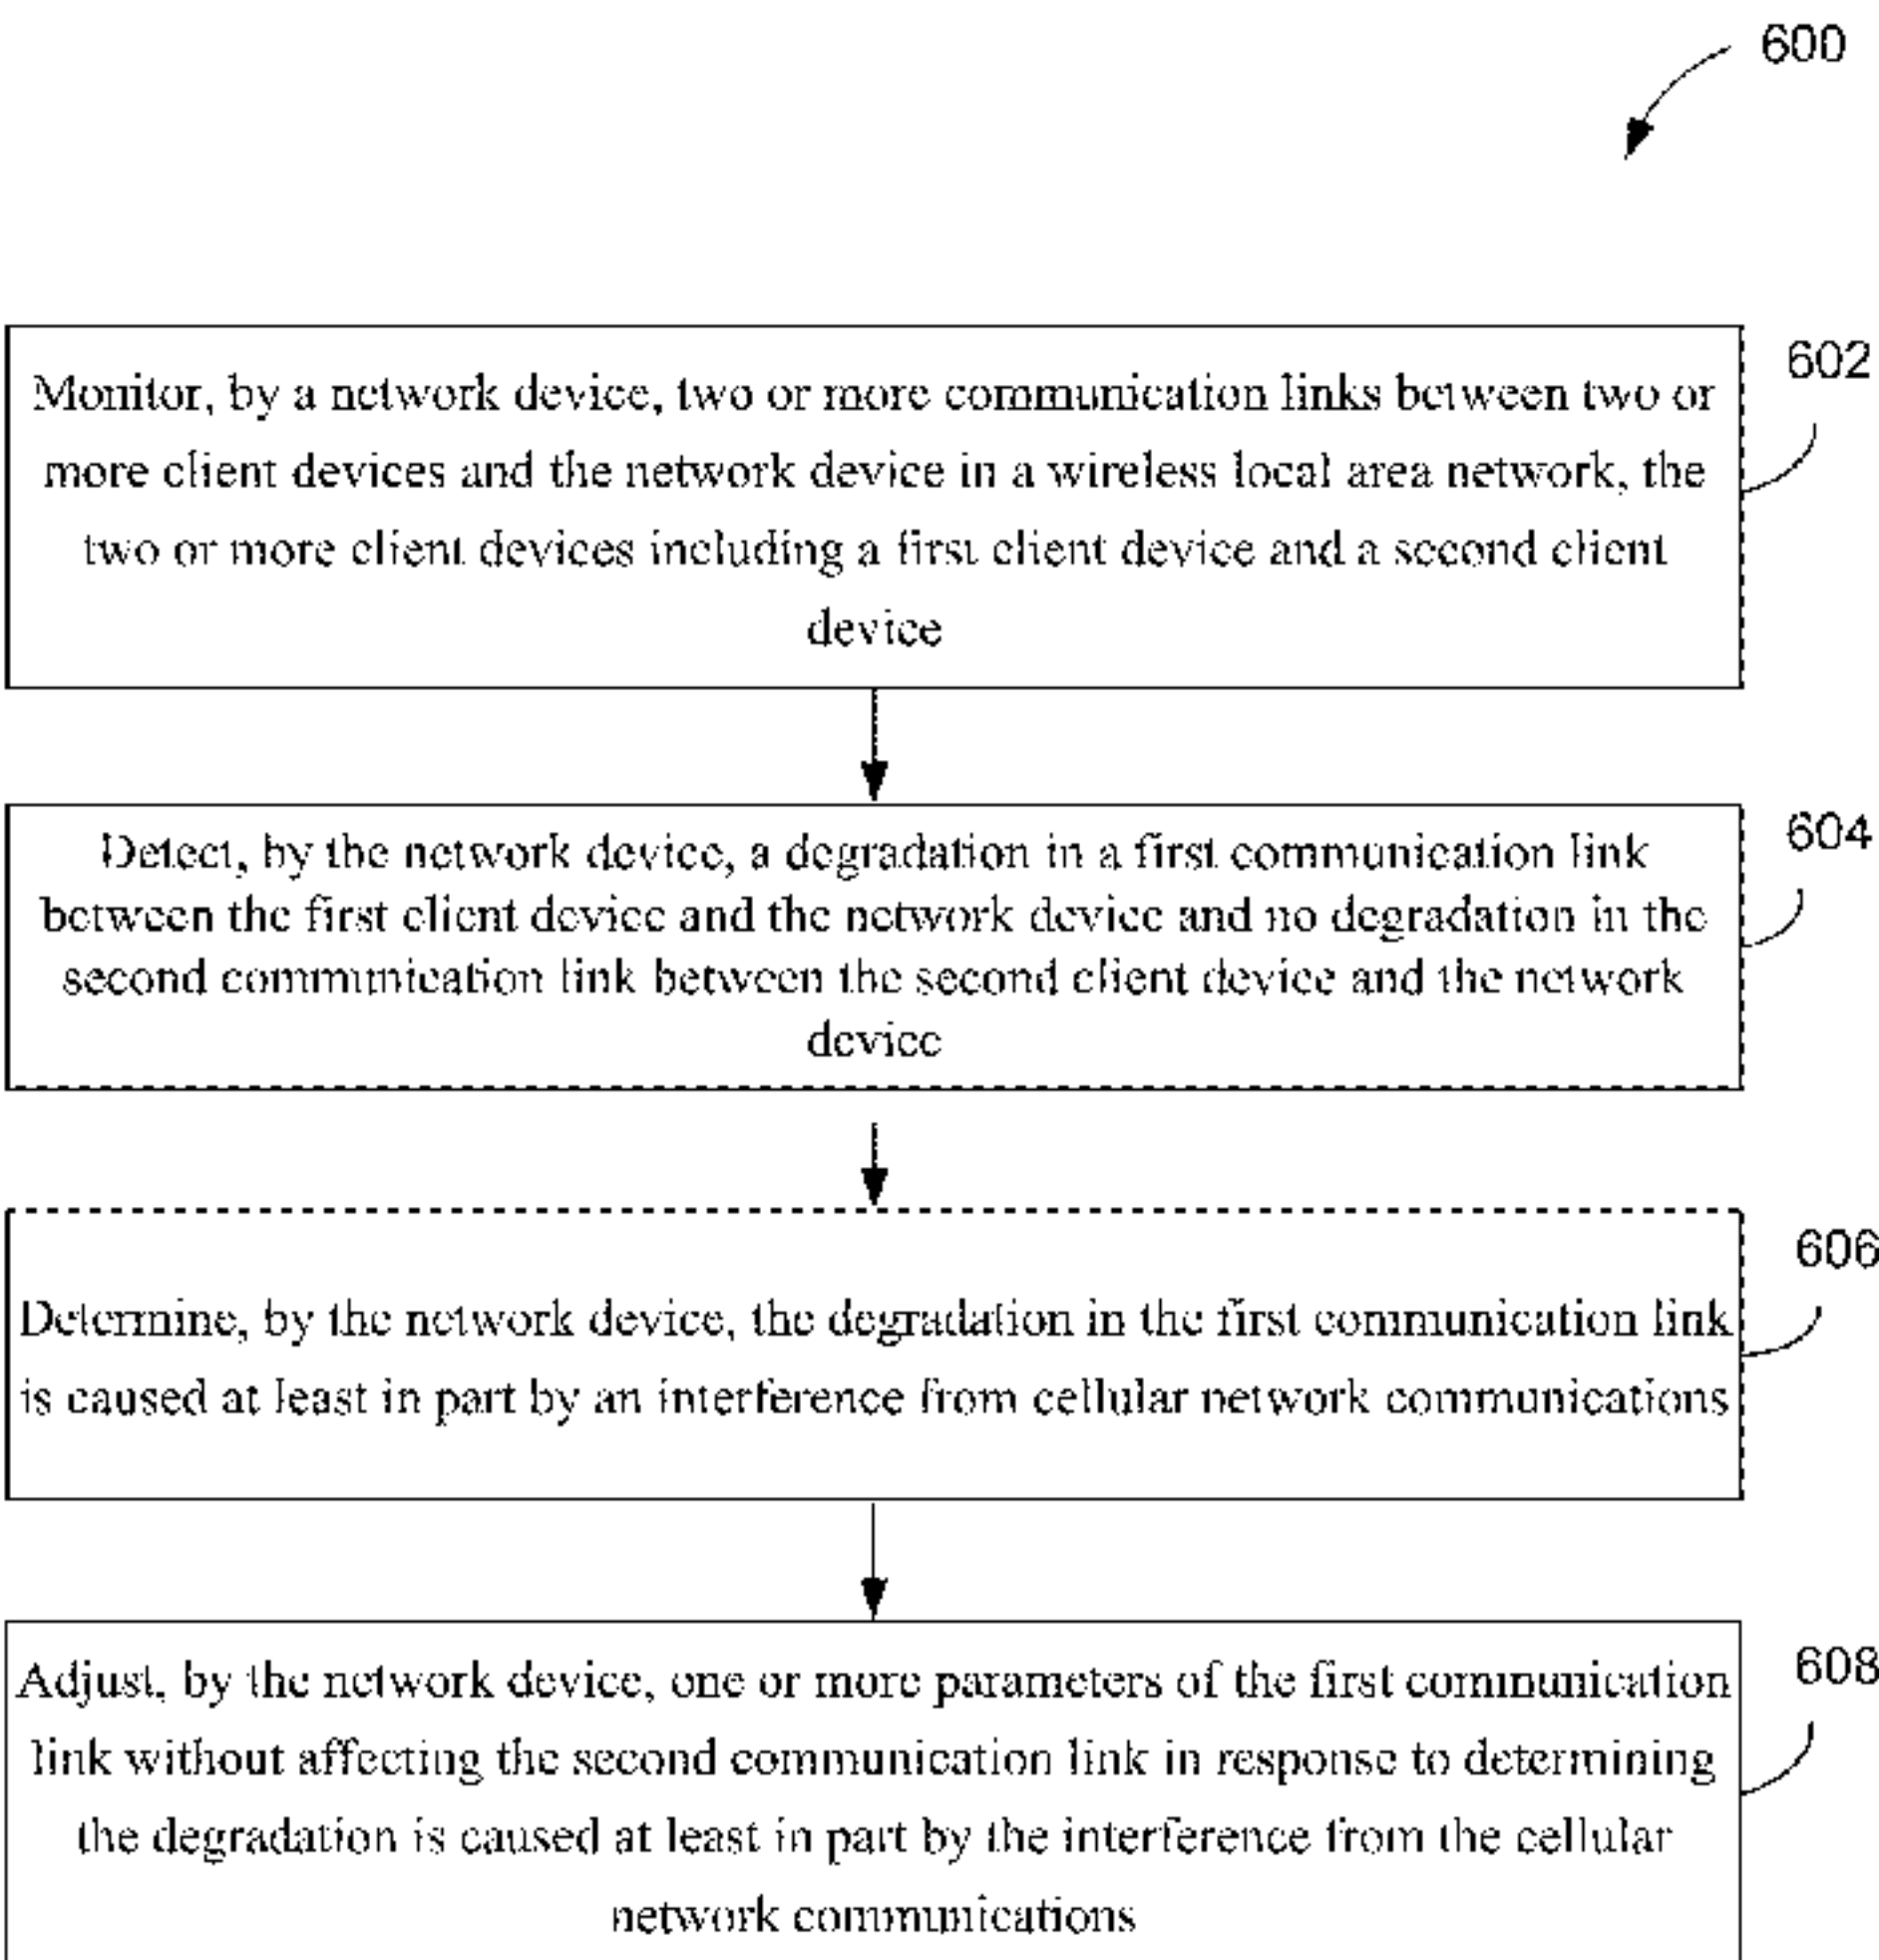 600
602
Monitor, by a network device, two or more communication links between two or
more client devices and the network device in a wireless local area network, the
two or more client devices including a first client device and a second client
device
604
Detect, by the network device, a degradation in a first communication link
between the first client device and the network device and no degradation in the
second communication link between the second client device and the network
device
606
Determine, by the network device, the degradation in the first communication link
is caused at least in part by an interference from cellular network communications
608
Adjust, by the network device, one or more parameters of the first communication
link without affecting the second communication link in response to determining
the degradation is caused at least in part by the interference from the cellular
network communications